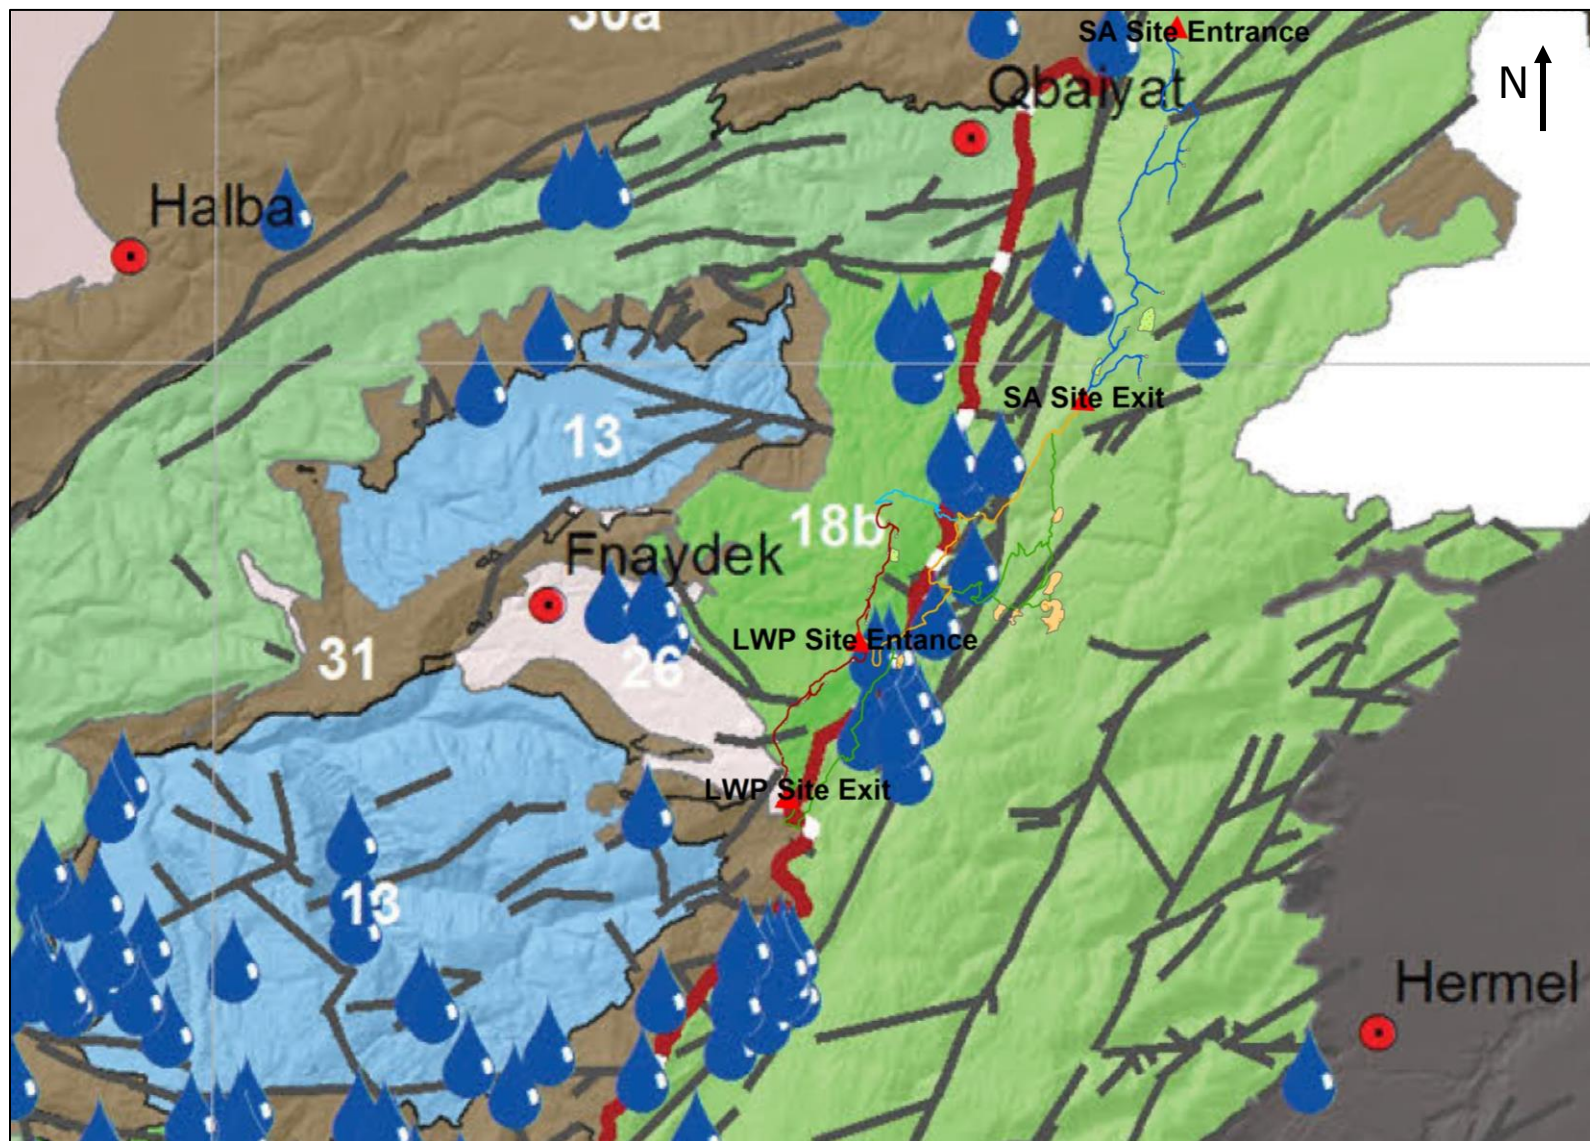 30a
SA Site Entrance
N
Qbaiyat
Halba
SA Site Exit
13
18b
Fnaydek
LWP Site Entance
31
26
LWP Site Exit
13
Hermel